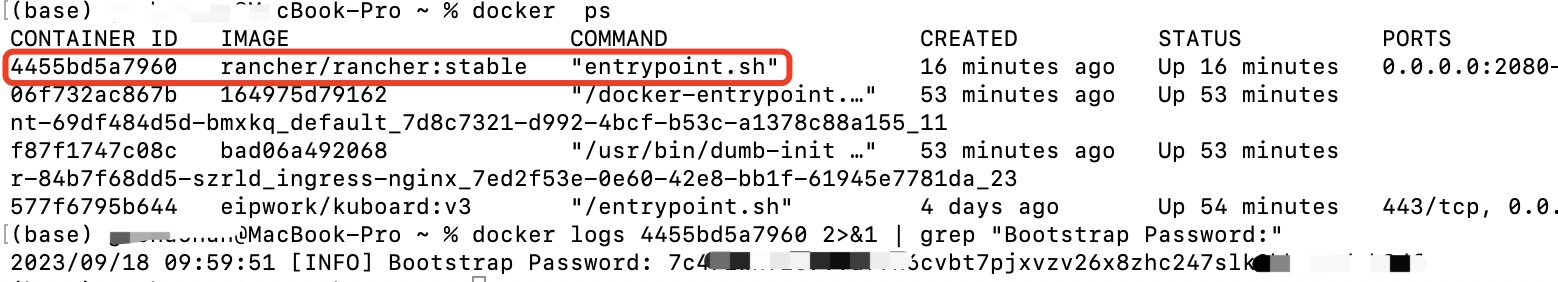 (base) cBook-Pro ~ % docker  ps
CONTAINER ID   IMAGE                    COMMAND                  CREATED          STATUS          PORTS
4455bd5a7960   rancher/rancher:stable   "entrypoint.sh"          16 minutes ago   Up 16 minutes   0.0.0.0:2080-
06f732ac867b   164975d79162             "/docker-entrypoint.…"   53 minutes ago   Up 53 minutes
nt-69df484d5d-bmxkq_default_7d8c7321-d992-4bcf-b53c-a1378c88a155_11
f87f1747c08c   bad06a492068             "/usr/bin/dumb-init …"   53 minutes ago   Up 53 minutes
r-84b7f68dd5-szrld_ingress-nginx_7ed2f53e-0e60-42e8-bb1f-61945e7781da_23
577f6795b644   eipwork/kuboard:v3       "/entrypoint.sh"         4 days ago       Up 54 minutes   443/tcp, 0.0.
(base) @MacBook-Pro ~ % docker logs 4455bd5a7960 2>&1 | grep "Bootstrap Password:"
2023/09/18 09:59:51 [INFO] Bootstrap Password: 7c4 6cvbt7pjxvzv26x8zhc247slk